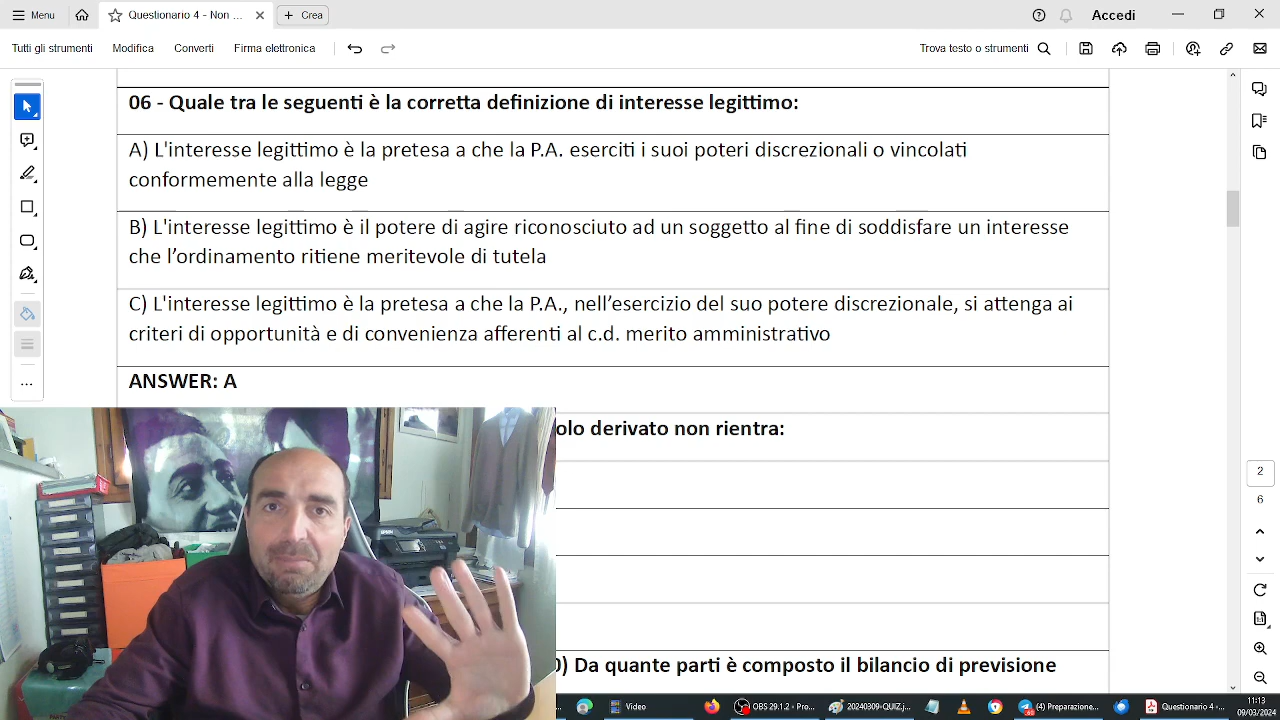 Menu
Questionario 4 - Non ...
Crea
Accedi
Tutti gli strumenti
Modifica
Converti
Firma elettronica
Trova testo o strumenti
06 - Quale tra le seguenti è la corretta definizione di interesse legittimo:
A) L'interesse legittimo è la pretesa a che la P.A. eserciti i suoi poteri discrezionali o vincolati
conformemente alla legge
B) L'interesse legittimo è il potere di agire riconosciuto ad un soggetto al fine di soddisfare un interesse
che l’ordinamento ritiene meritevole di tutela
C) L'interesse legittimo è la pretesa a che la P.A., nell’esercizio del suo potere discrezionale, si attenga ai
criteri di opportunità e di convenienza afferenti al c.d. merito amministrativo
ANSWER: A
olo derivato non rientra:
0) Da quante parti è composto il bilancio di previsione
2
6
Video
OBS 29.1.2 - Pro...
20240309-QUIZ.j...
(4) Preparazione...
Questionario 4 -...
11:13
09/03/2024